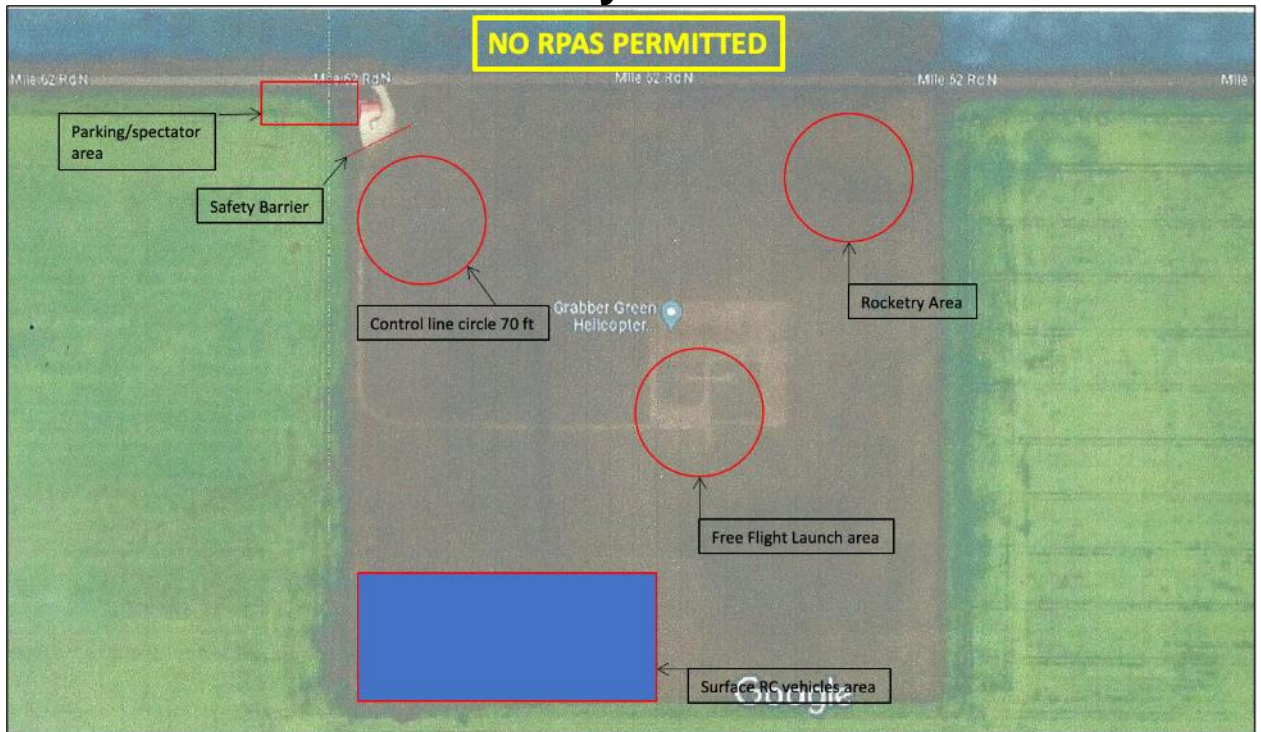 NO RPAS PERMITTED
Mile 62 Rd N
Mile 62 Rd N
Mile 62 Rd N
Mile 62 Rd N
Mile
Parking/spectator
area
Safety Barrier
Control line circle 70 ft
Grabber Green
Helicopter...
Rocketry Area
Free Flight Launch area
Surface RC vehicles area
Google